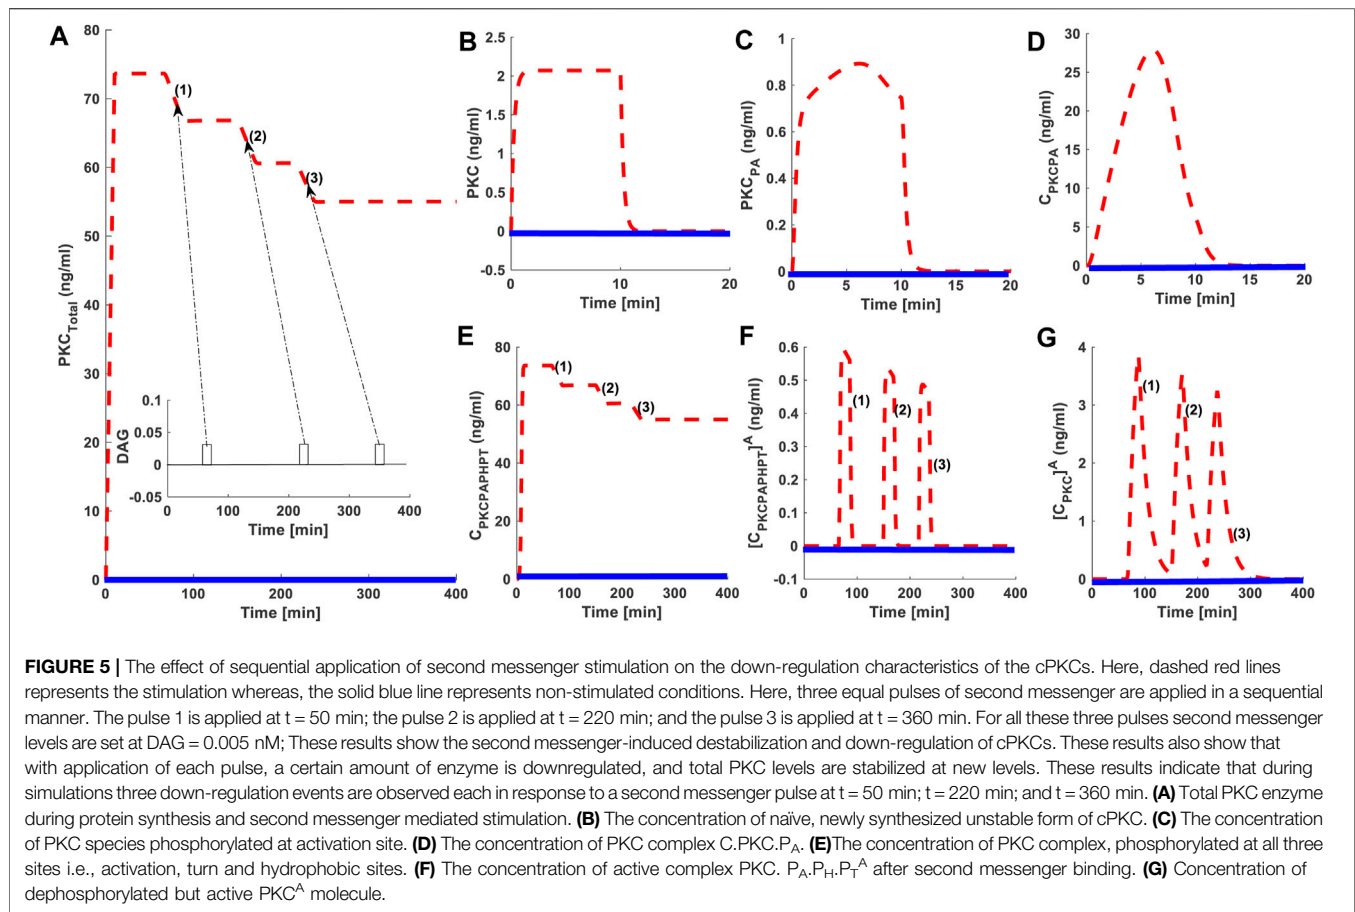 A
80
70
60
50
40
30
20
10
0
PKC_Total (ng/ml)
(1)
(2)
(3)
0.1
0.05
0
-0.05
DAG
0 100 200 300 400
Time [min]
0 100 200 300 400
Time [min]
B
2.5
2
1.5
1
0.5
0
-0.5
PKC (ng/ml)
0 10 20
Time [min]
C
1
0.8
0.6
0.4
0.2
0
PKC_PA (ng/ml)
0 5 10 15 20
Time [min]
D
30
25
20
15
10
5
0
C_PKCPA (ng/ml)
0 5 10 15 20
Time [min]
E
80
60
40
20
0
C_PKCPAPHPT (ng/ml)
(1)
(2)
(3)
0 100 200 300 400
Time [min]
F
0.6
0.5
0.4
0.3
0.2
0.1
0
-0.1
[C_PKCPAPHPT]^A (ng/ml)
(1)
(2)
(3)
0 100 200 300 400
Time [min]
G
4
3
2
1
0
[C_PKC]^A (ng/ml)
(1)
(2)
(3)
0 100 200 300 400
Time [min]
FIGURE 5 | The effect of sequential application of second messenger stimulation on the down-regulation characteristics of the cPKCs. Here, dashed red lines
represents the stimulation whereas, the solid blue line represents non-stimulated conditions. Here, three equal pulses of second messenger are applied in a sequential
manner. The pulse 1 is applied at t = 50 min; the pulse 2 is applied at t = 220 min; and the pulse 3 is applied at t = 360 min. For all these three pulses second messenger
levels are set at DAG = 0.005 nM; These results show the second messenger-induced destabilization and down-regulation of cPKCs. These results also show that
with application of each pulse, a certain amount of enzyme is downregulated, and total PKC levels are stabilized at new levels. These results indicate that during
simulations three down-regulation events are observed each in response to a second messenger pulse at t = 50 min; t = 220 min; and t = 360 min. (A) Total PKC enzyme
during protein synthesis and second messenger mediated stimulation. (B) The concentration of naïve, newly synthesized unstable form of cPKC. (C) The concentration
of PKC species phosphorylated at activation site. (D) The concentration of PKC complex C.PKC.P_A. (E)The concentration of PKC complex, phosphorylated at all three
sites i.e., activation, turn and hydrophobic sites. (F) The concentration of active complex PKC. P_A.P_H.P_T^A after second messenger binding. (G) Concentration of
dephosphorylated but active PKC^A molecule.